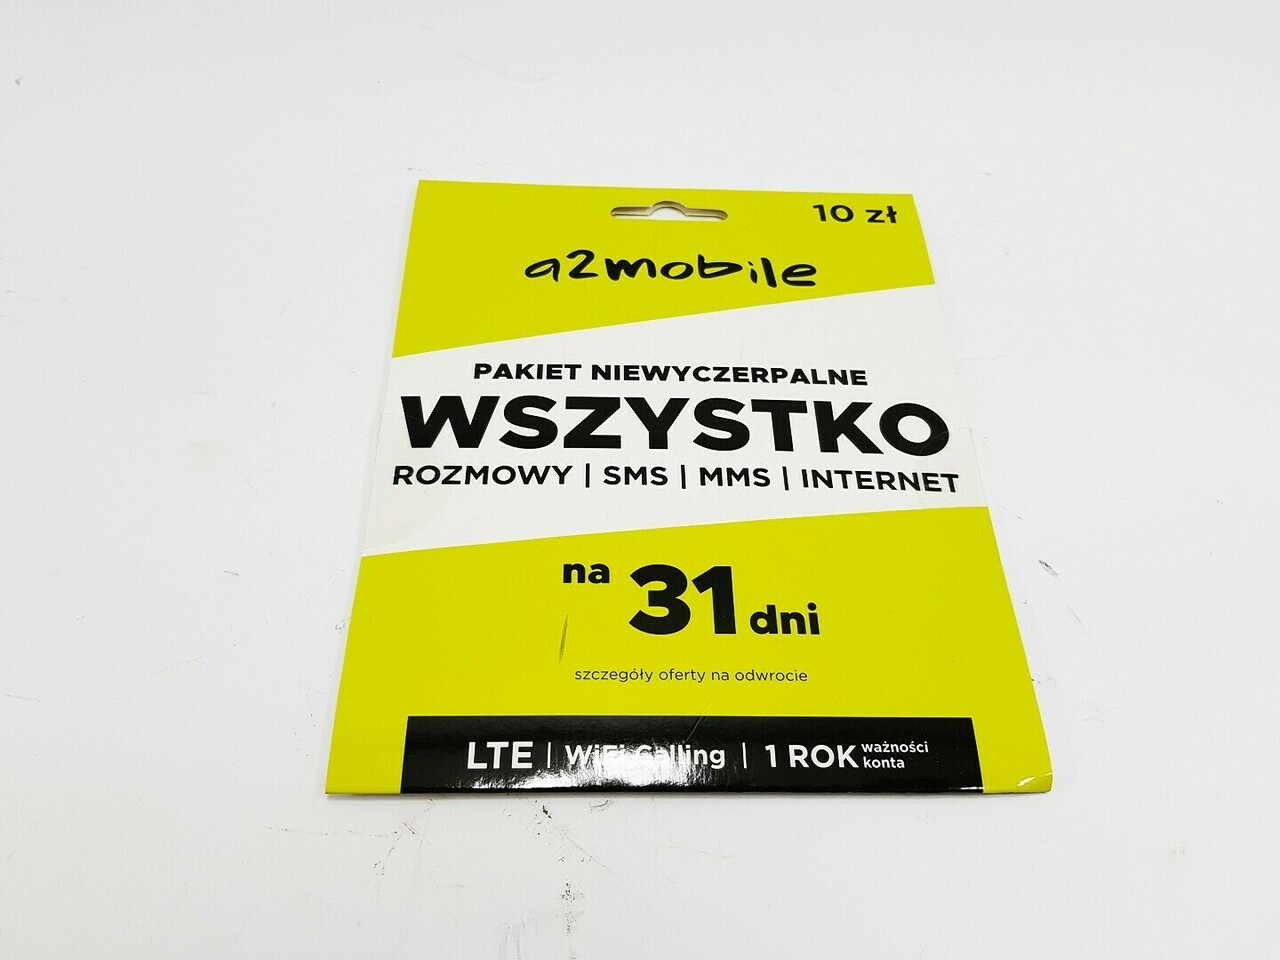 10 zł
a2mobile
PAKIET NIEWYCZERPALNE
WSZYSTKO
ROZMOWY | SMS | MMS | INTERNET
na 31 dni
szczegóły oferty na odwrocie
LTE | WiFi Calling | 1 ROK ważności konta